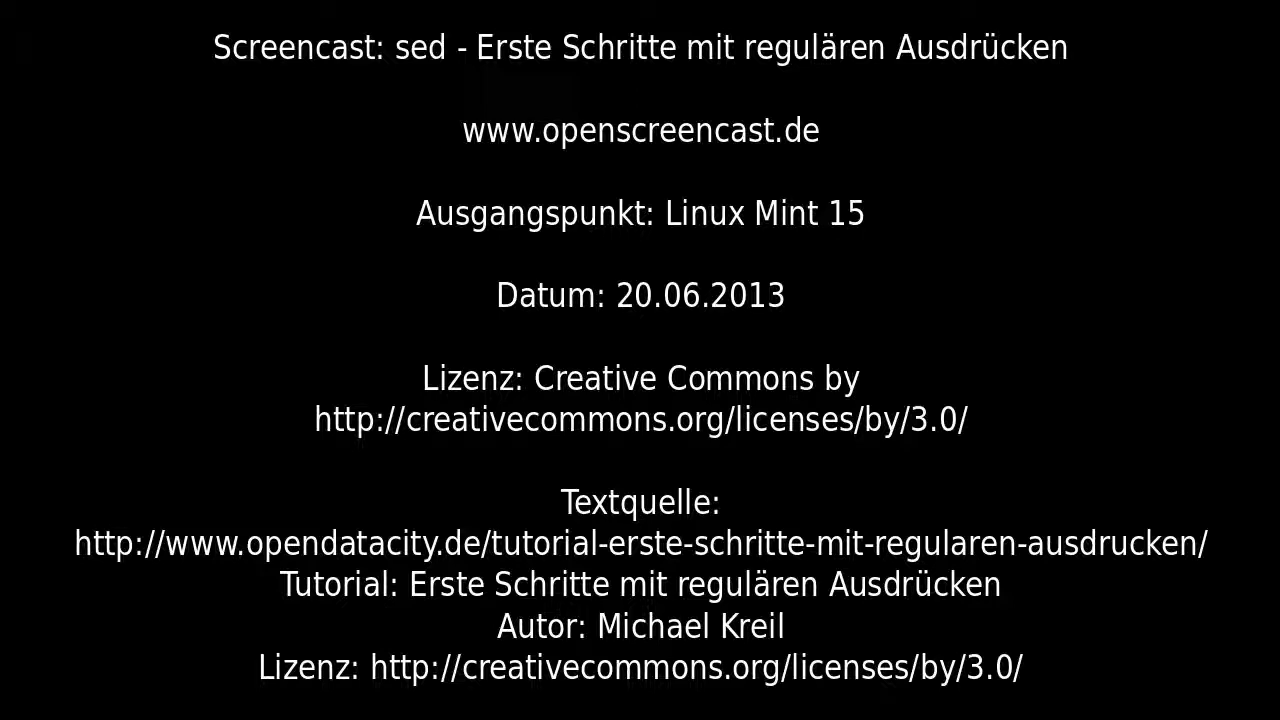 Screencast: sed - Erste Schritte mit regulären Ausdrücken
www.openscreencast.de
Ausgangspunkt: Linux Mint 15
Datum: 20.06.2013
Lizenz: Creative Commons by
http://creativecommons.org/licenses/by/3.0/
Textquelle:
http://www.opendatacity.de/tutorial-erste-schritte-mit-regularen-ausdrucken/
Tutorial: Erste Schritte mit regulären Ausdrücken
Autor: Michael Kreil
Lizenz: http://creativecommons.org/licenses/by/3.0/